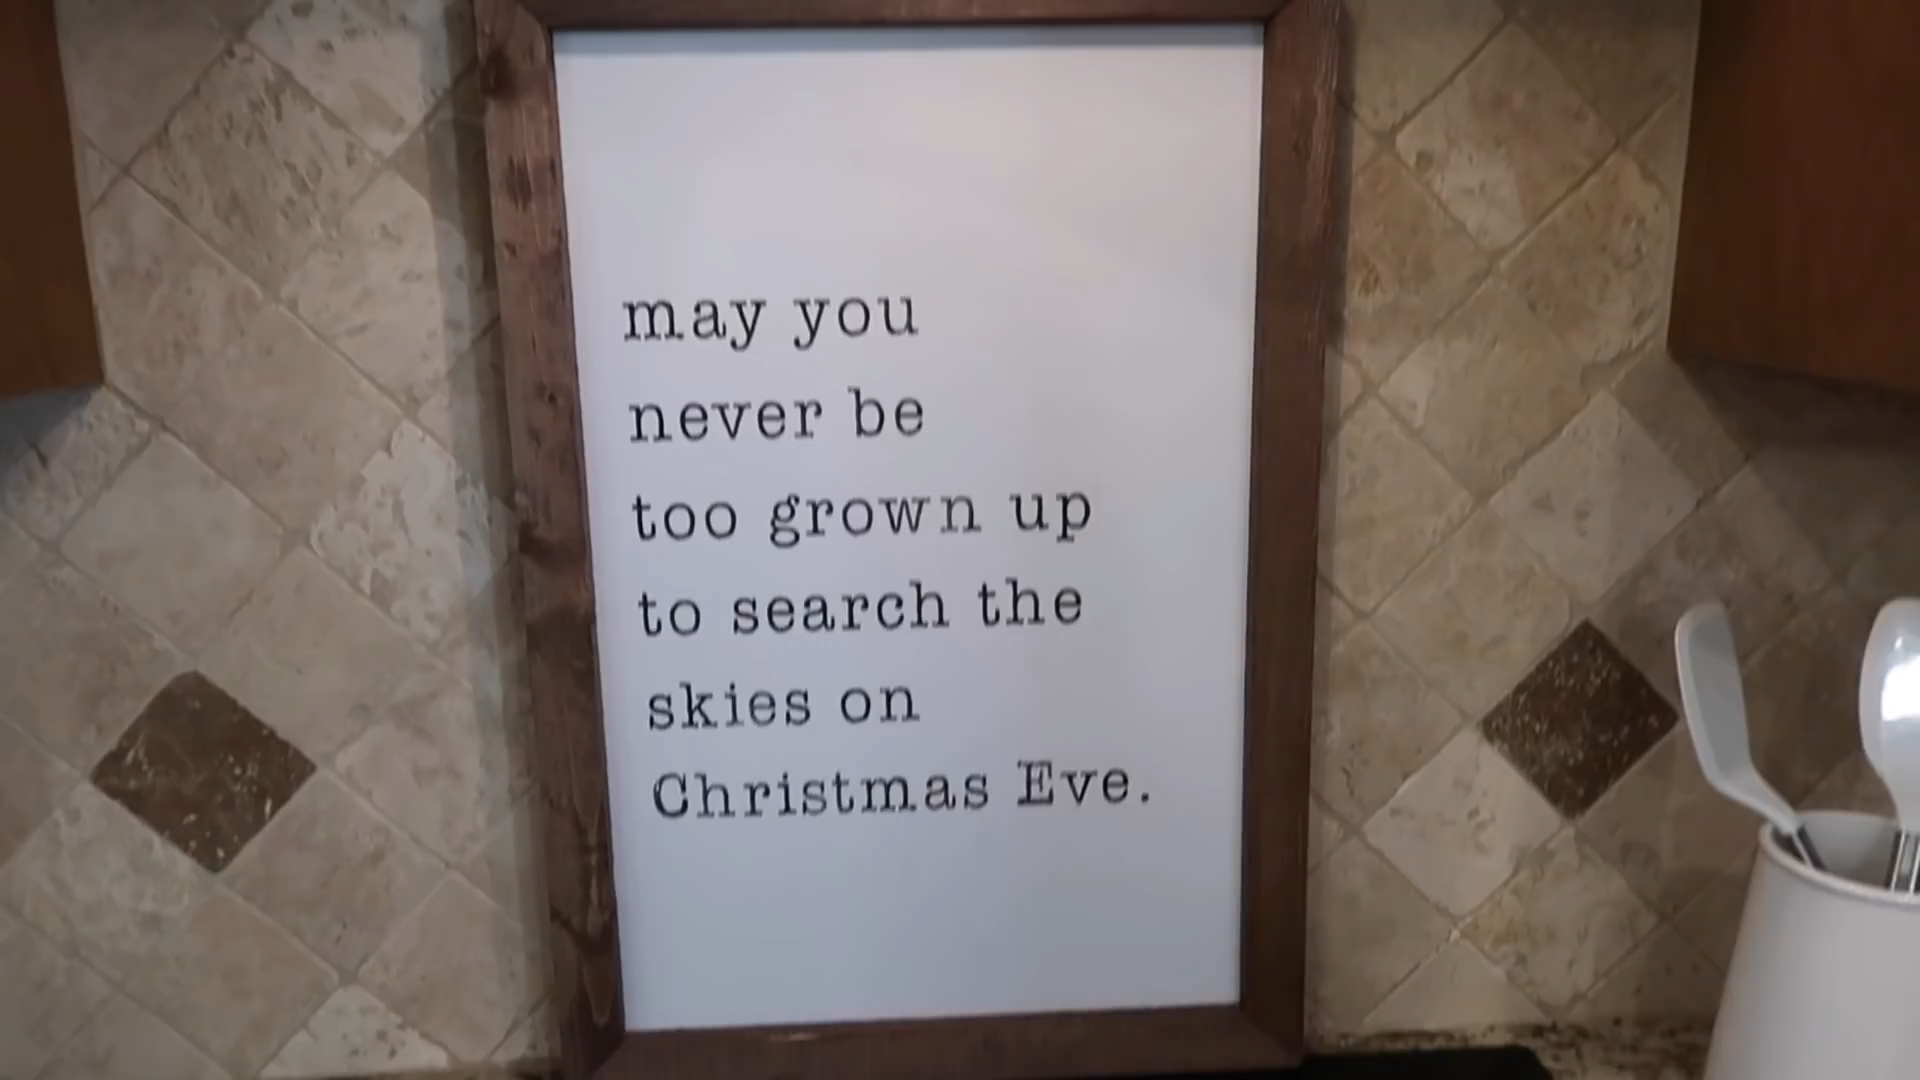 may you
never be
too grown up
to search the
skies on
Christmas Eve.